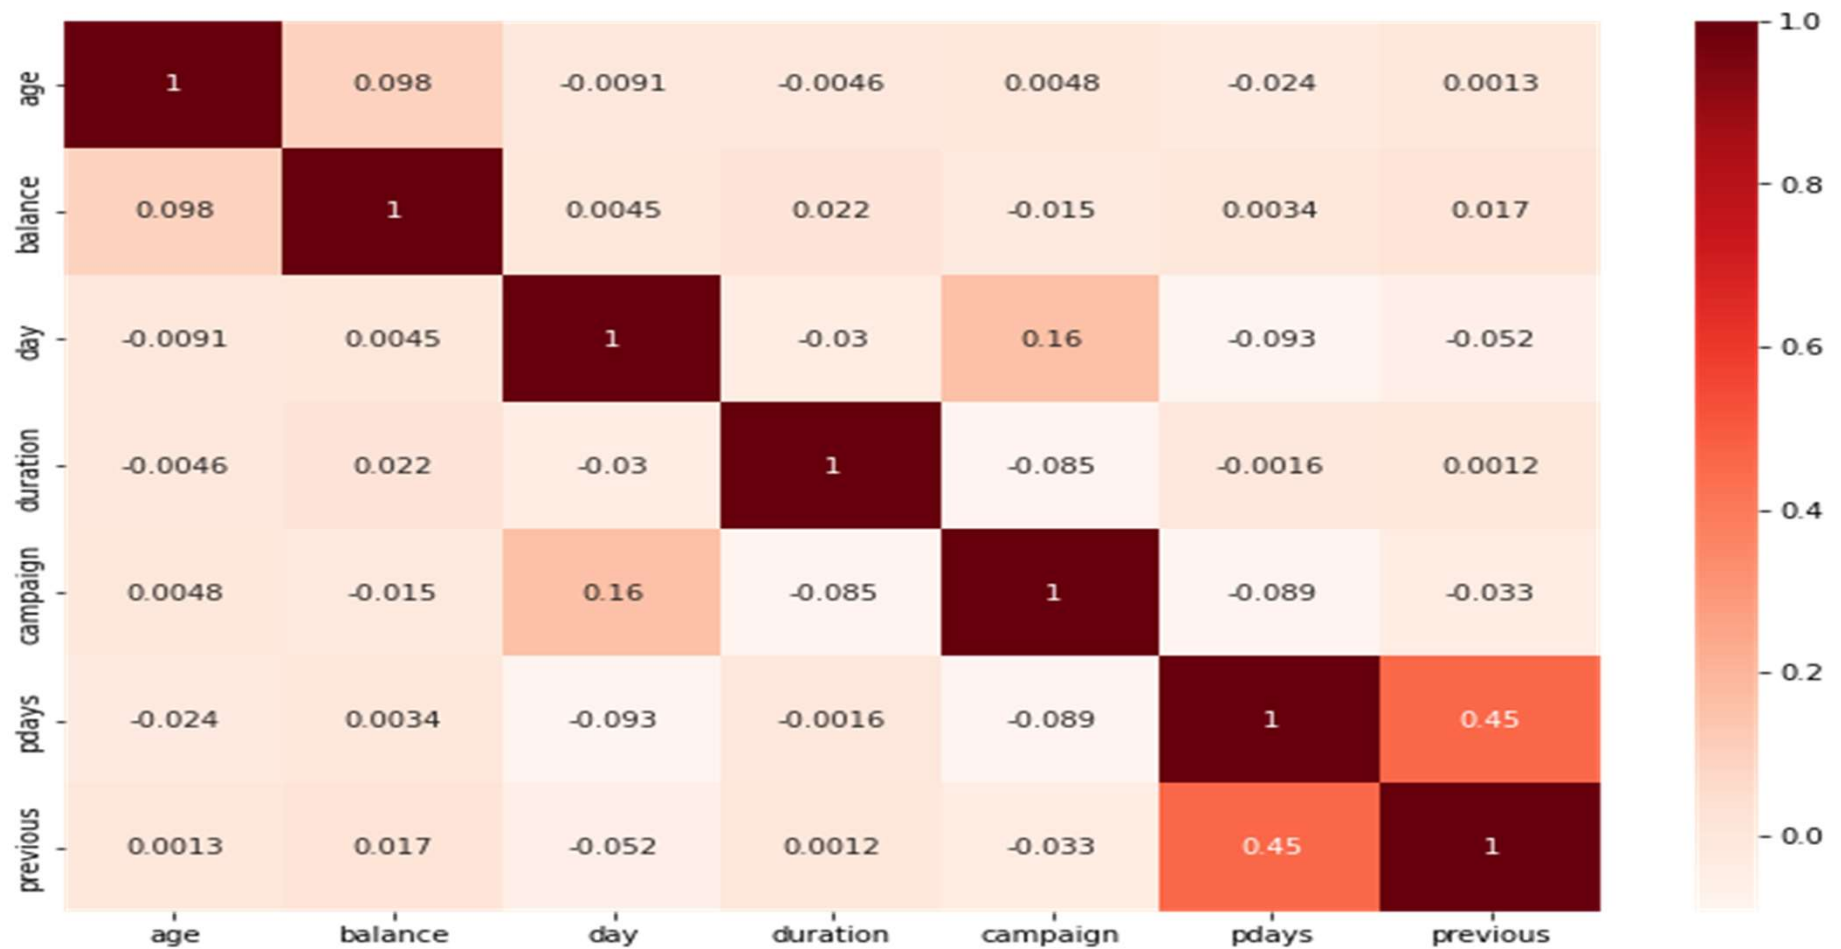 1.0
age 1 0.098 -0.0091 -0.0046 0.0048 -0.024 0.0013
0.8
balance 0.098 1 0.0045 0.022 -0.015 0.0034 0.017
day -0.0091 0.0045 1 -0.03 0.16 -0.093 -0.052
0.6
duration -0.0046 0.022 -0.03 1 -0.085 -0.0016 0.0012
0.4
campaign 0.0048 -0.015 0.16 -0.085 1 -0.089 -0.033
0.2
pdays -0.024 0.0034 -0.093 -0.0016 -0.089 1 0.45
0.0
previous 0.0013 0.017 -0.052 0.0012 -0.033 0.45 1
age balance day duration campaign pdays previous